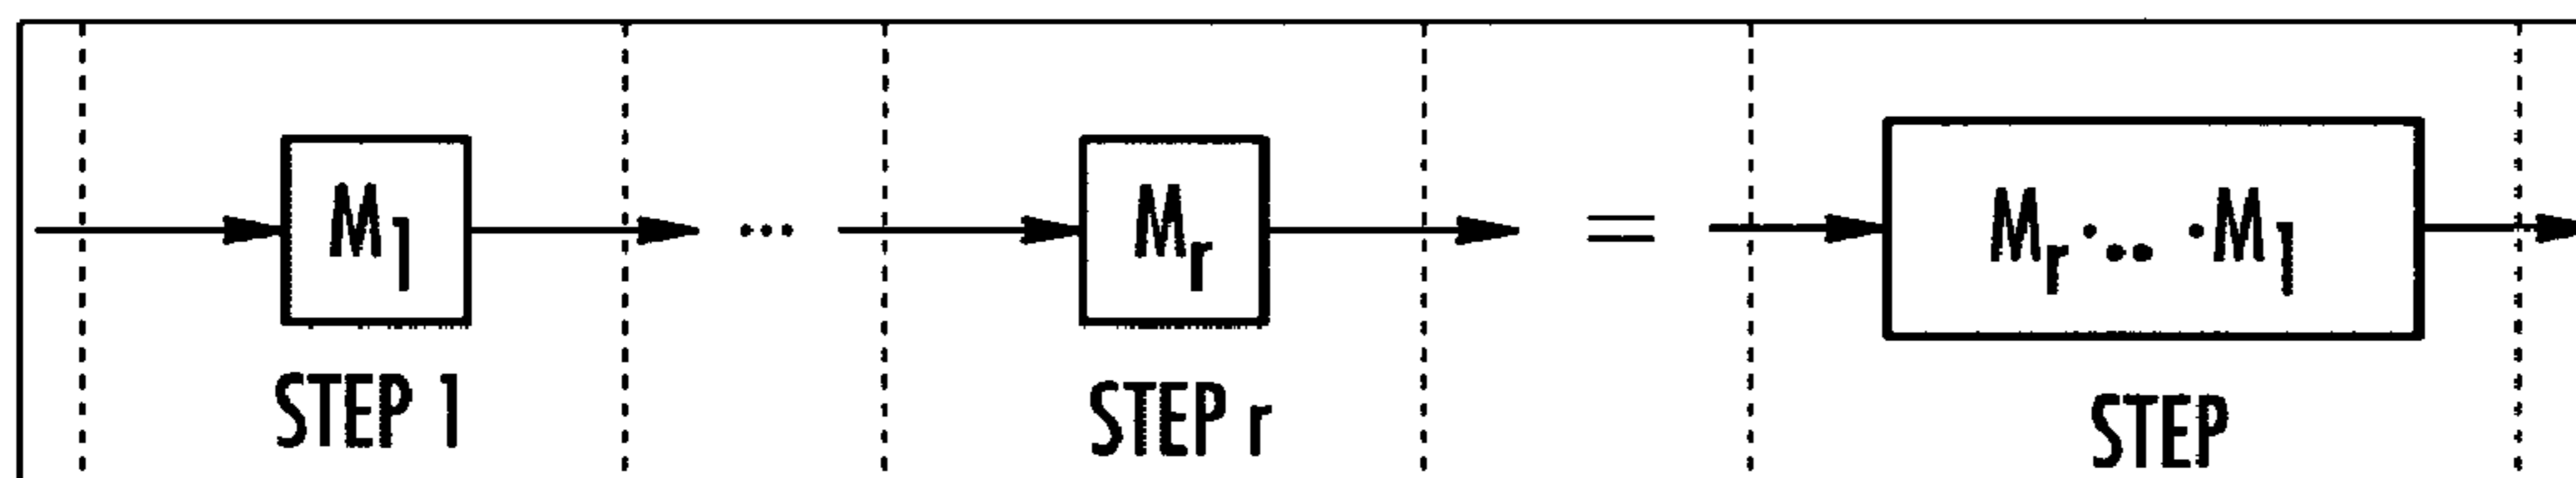 M1 ... Mr = Mr·...·M1
STEP 1 STEP r STEP